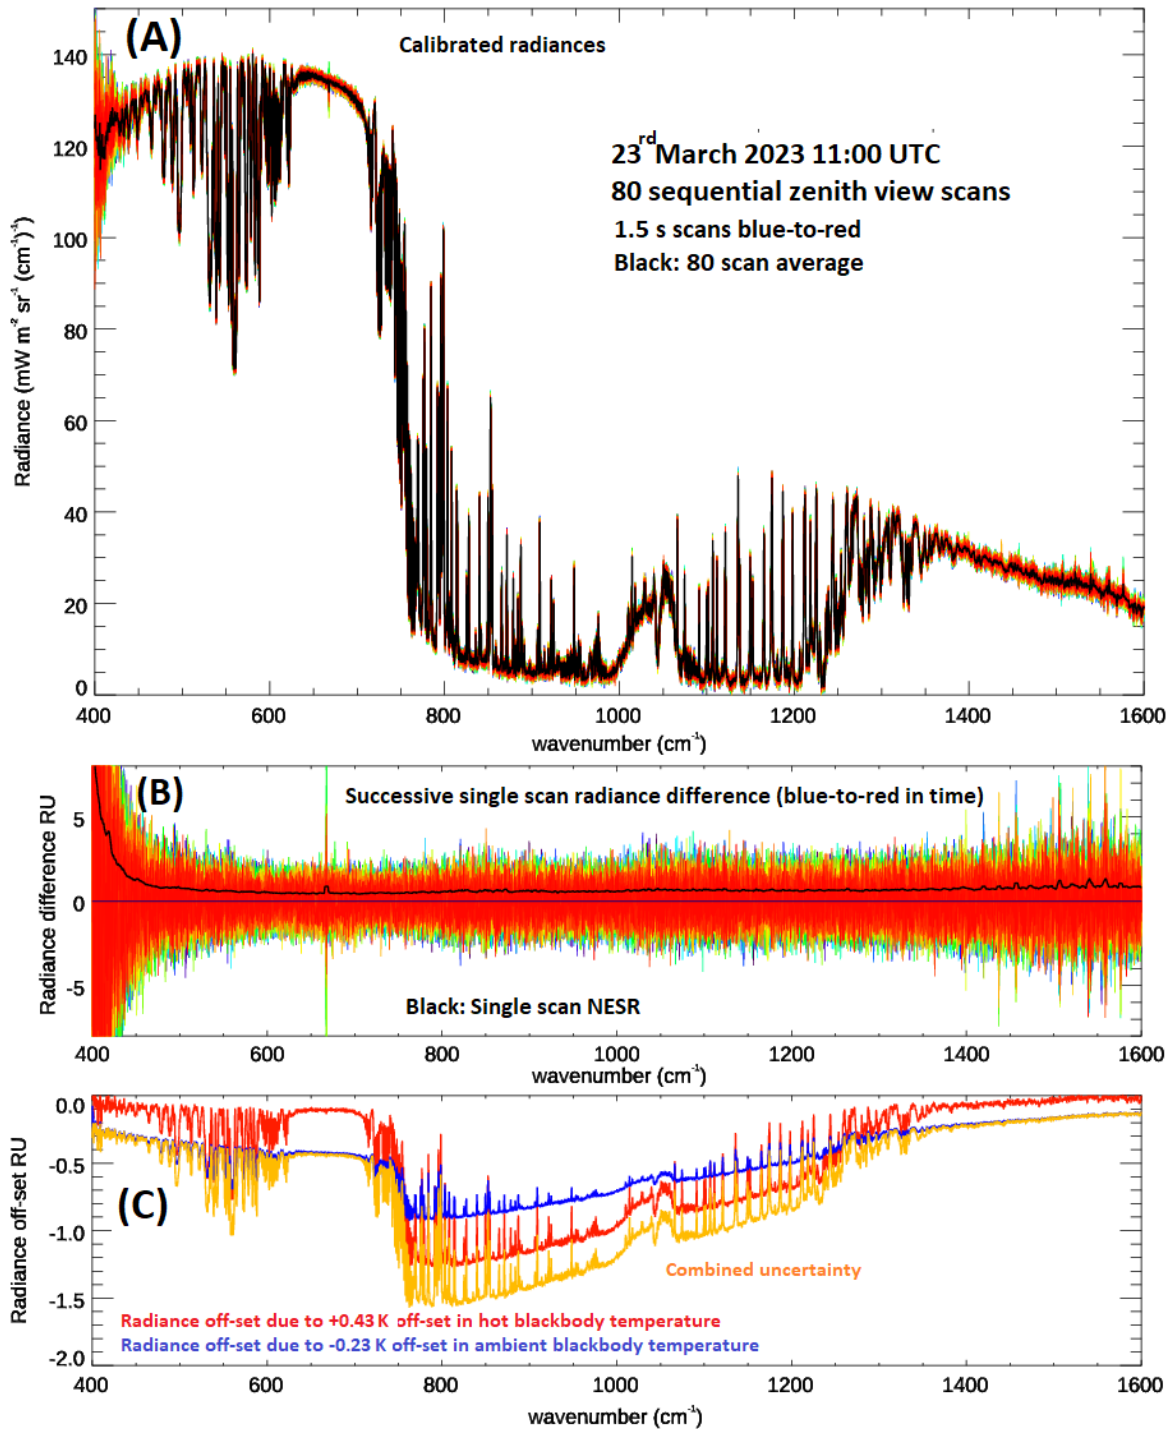 (A)
Calibrated radiances
23rd March 2023 11:00 UTC
80 sequential zenith view scans
1.5 s scans blue-to-red
Black: 80 scan average
Radiance (mW m-2 sr-1 (cm-1)-1)
140
120
100
80
60
40
20
0
400 600 800 1000 1200 1400 1600
wavenumber (cm-1)
(B)
Successive single scan radiance difference (blue-to-red in time)
Radiance difference RU
5
0
-5
Black: Single scan NESR
400 600 800 1000 1200 1400 1600
wavenumber (cm-1)
(C)
Radiance off-set RU
0.0
-0.5
-1.0
-1.5
-2.0
Combined uncertainty
Radiance off-set due to +0.43 K off-set in hot blackbody temperature
Radiance off-set due to -0.23 K off-set in ambient blackbody temperature
400 600 800 1000 1200 1400 1600
wavenumber (cm-1)